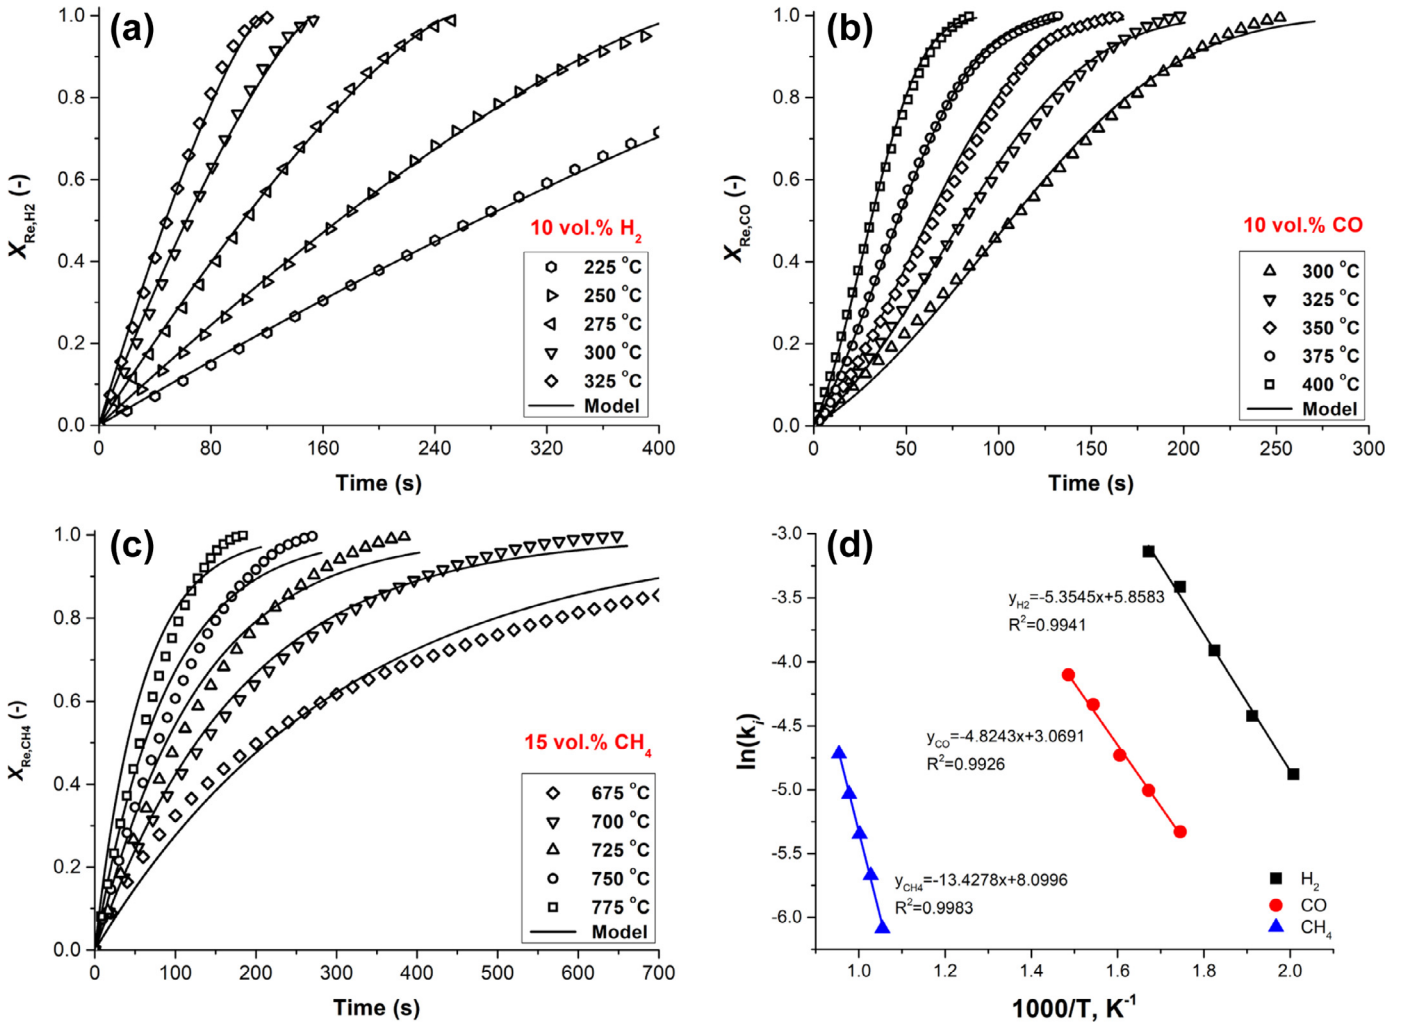 (a)
1.0
0.8
0.6
0.4
0.2
0.0
X Re,H2 (-)
10 vol.% H2
225 °C
250 °C
275 °C
300 °C
325 °C
Model
0 80 160 240 320 400
Time (s)
(b)
1.0
0.8
0.6
0.4
0.2
0.0
X Re,CO (-)
10 vol.% CO
300 °C
325 °C
350 °C
375 °C
400 °C
Model
0 50 100 150 200 250 300
Time (s)
(c)
1.0
0.8
0.6
0.4
0.2
0.0
X Re,CH4 (-)
15 vol.% CH4
675 °C
700 °C
725 °C
750 °C
775 °C
Model
0 100 200 300 400 500 600 700
Time (s)
(d)
-3.0
-3.5
-4.0
-4.5
-5.0
-5.5
-6.0
ln(ki)
yH2=-5.3545x+5.8583
R²=0.9941
yCO=-4.8243x+3.0691
R²=0.9926
yCH4=-13.4278x+8.0996
R²=0.9983
H2
CO
CH4
1.0 1.2 1.4 1.6 1.8 2.0
1000/T, K⁻¹